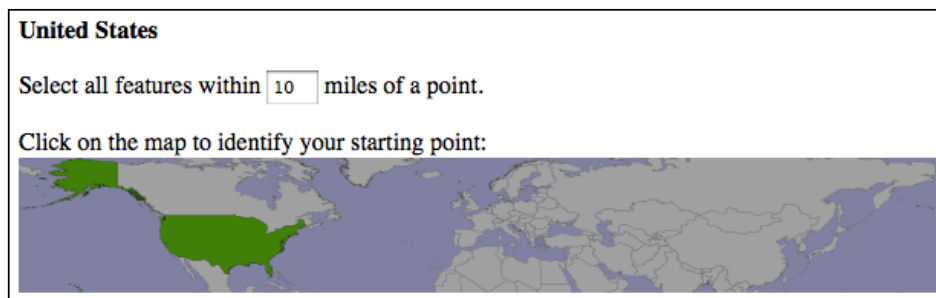 United States
Select all features within 10 miles of a point.
Click on the map to identify your starting point: